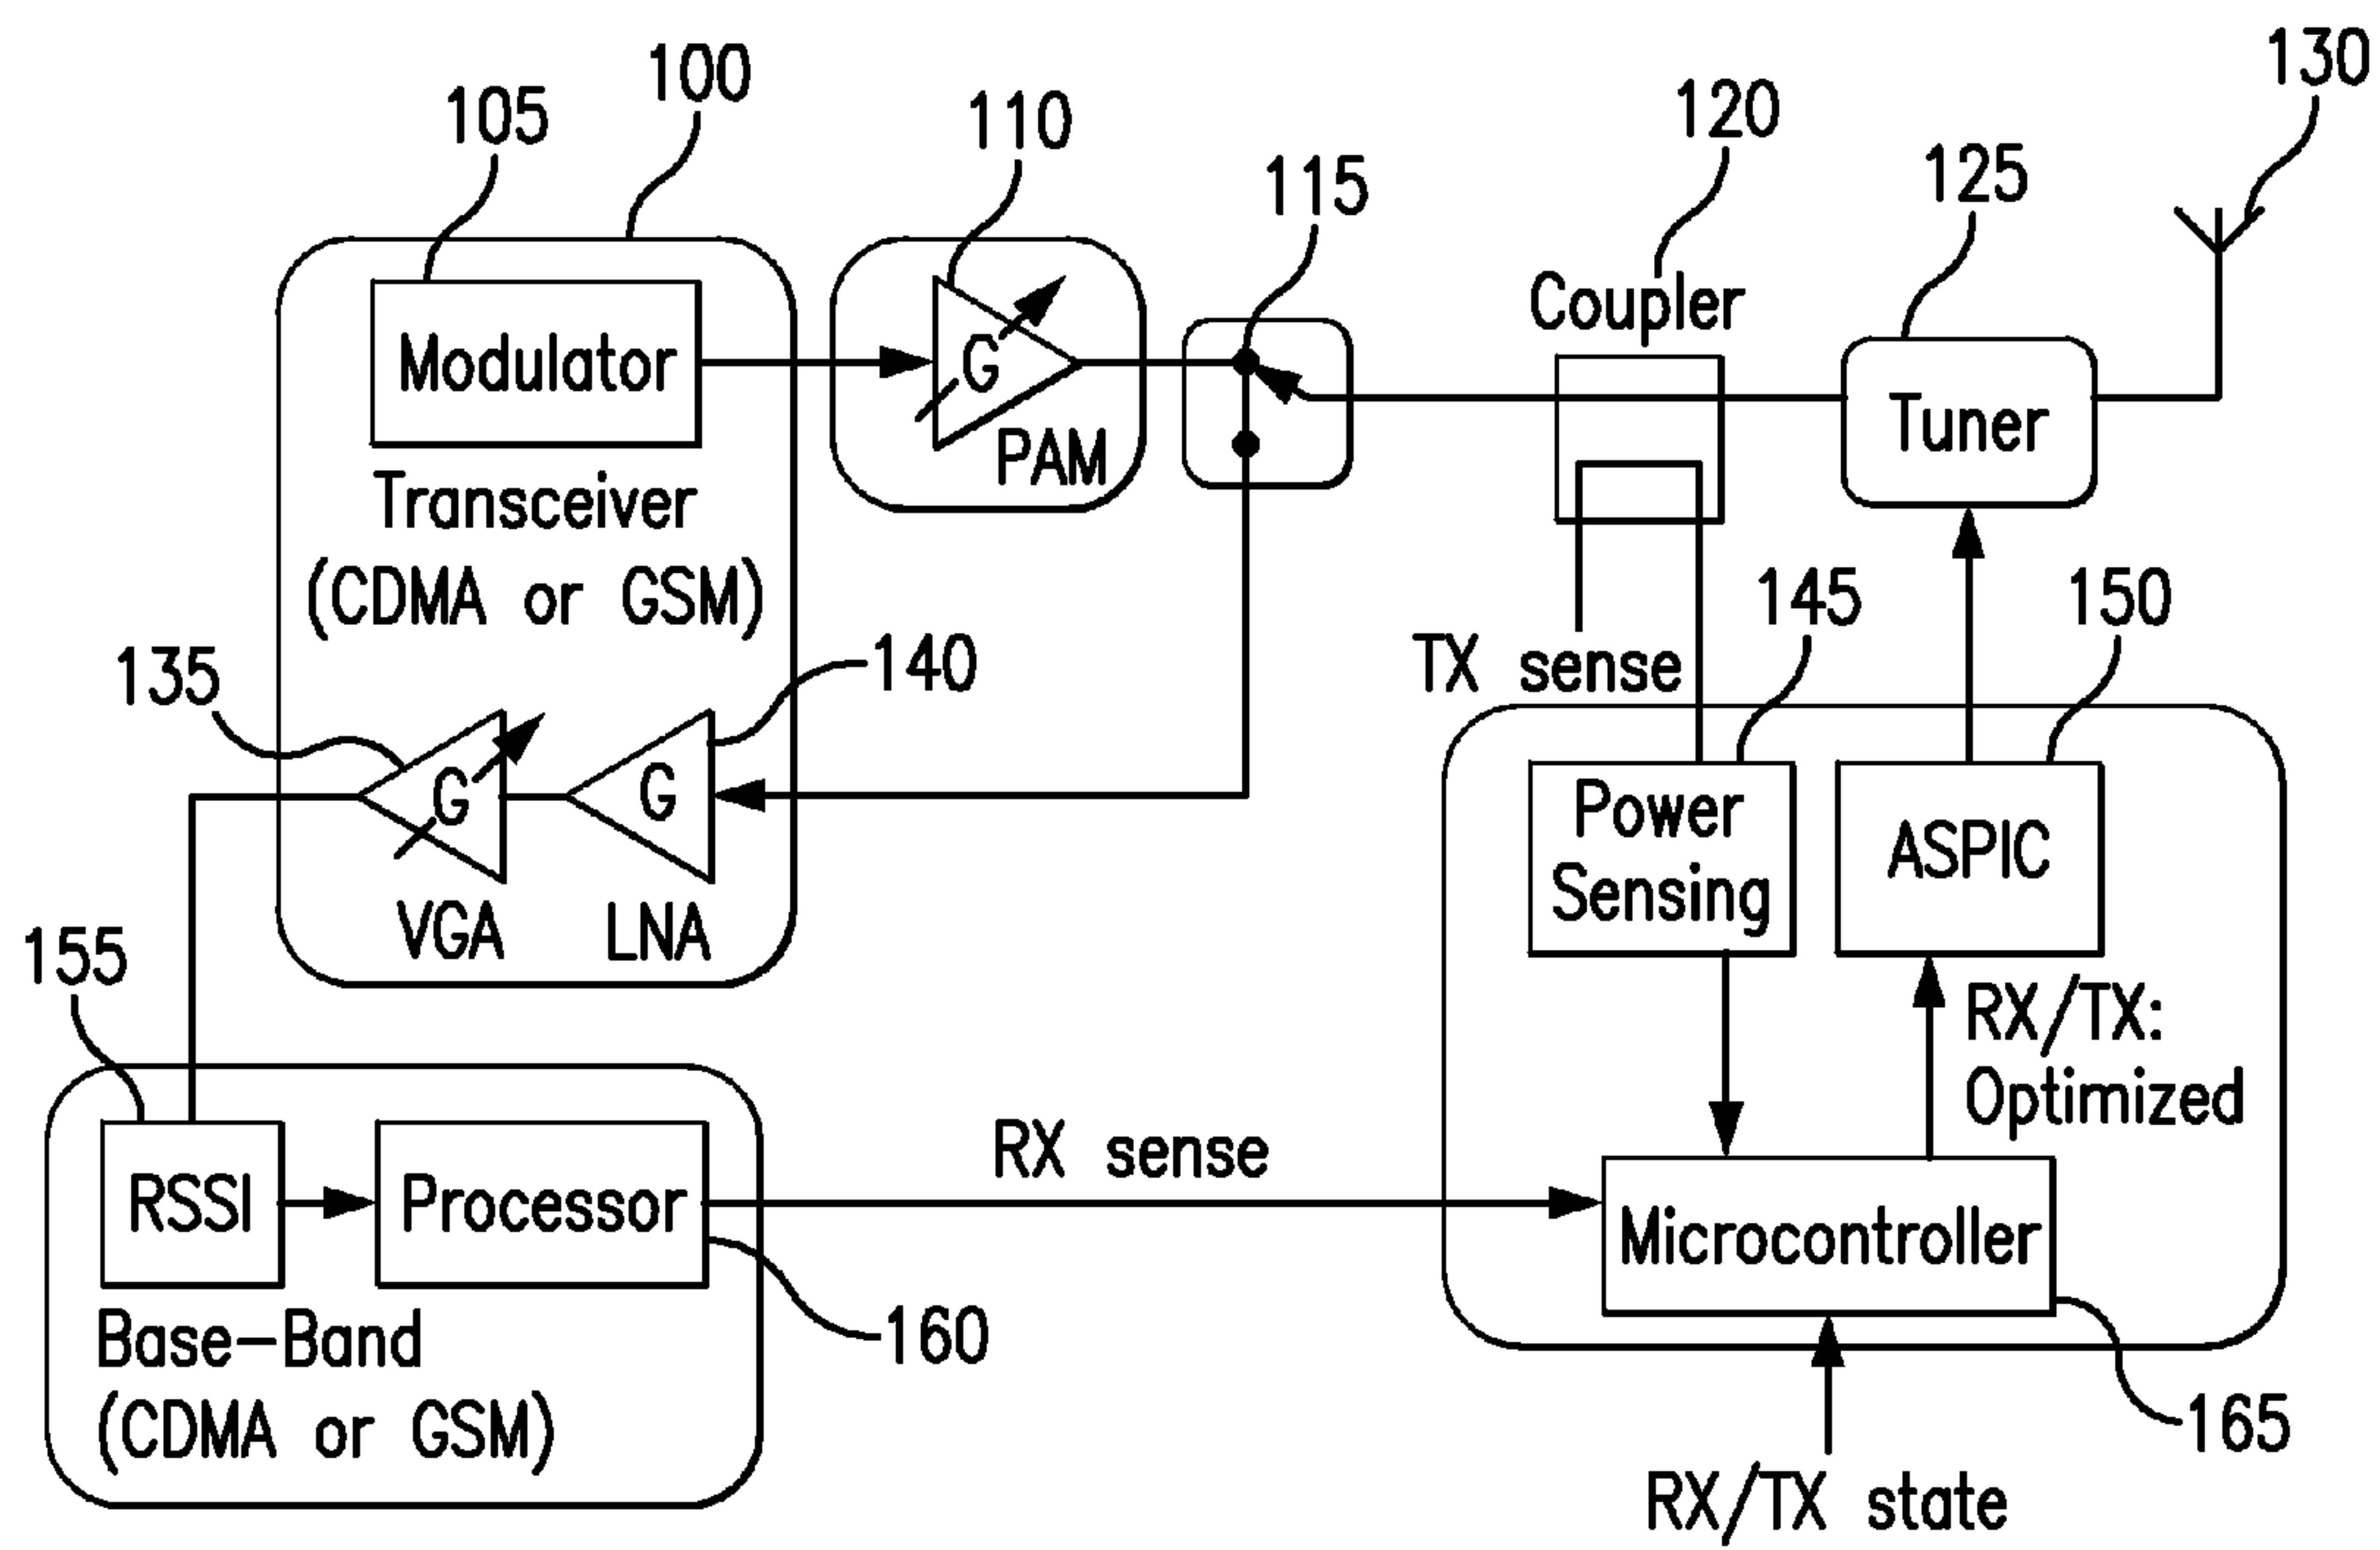 130
100
105
110
120
115
125
Coupler
Modulator
G
Tuner
PAM
Transceiver
(CDMA or GSM)
145
150
135
140
TX sense
G
G
Power
Sensing
ASPIC
VGA
LNA
155
RX/TX:
Optimized
RX sense
RSSI
Processor
Microcontroller
160
Base-Band
(CDMA or GSM)
165
RX/TX state